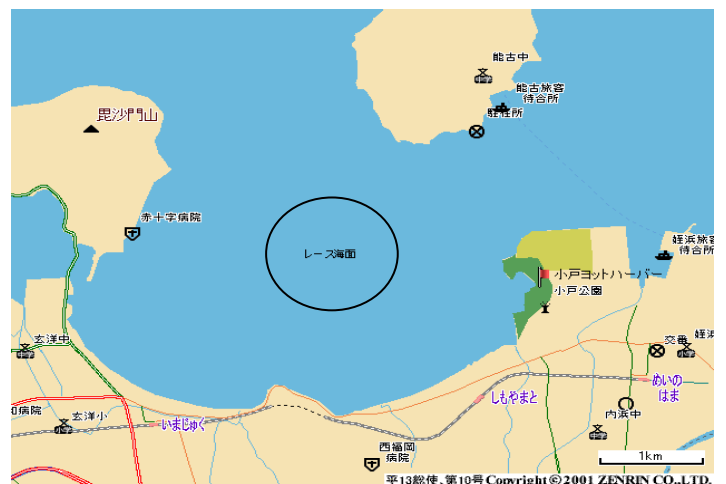 能古中
能古旅客
待合所
駐在所
毘沙門山
赤十字病院
姪浜旅客
待合所
レース海面
小戸ヨットハーバー
小戸公園
玄洋中
交番
姪浜
めいの
はま
しもやまと
玄洋小
病院
いまじゅく
内浜中
西福岡
病院
1km
平13総使、第10号 Copyright © 2001 ZENRIN CO.,LTD.